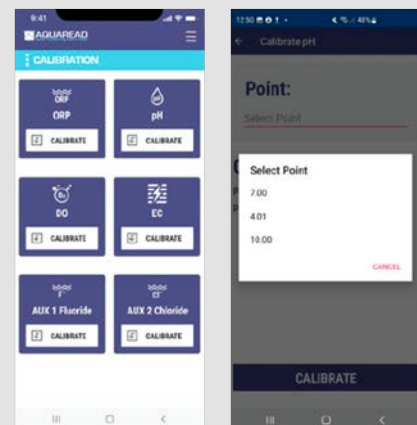 9:41
AQUAREAD
CALIBRATION
ORP
ORP
CALIBRATE
pH
pH
CALIBRATE
DO
CALIBRATE
EC
CALIBRATE
F⁻
AUX 1 Fluoride
CALIBRATE
Cl⁻
AUX 2 Chloride
CALIBRATE
12:50
48%
Calibrate pH
Point:
Select Point
Select Point
7.00
4.01
10.00
CANCEL
CALIBRATE